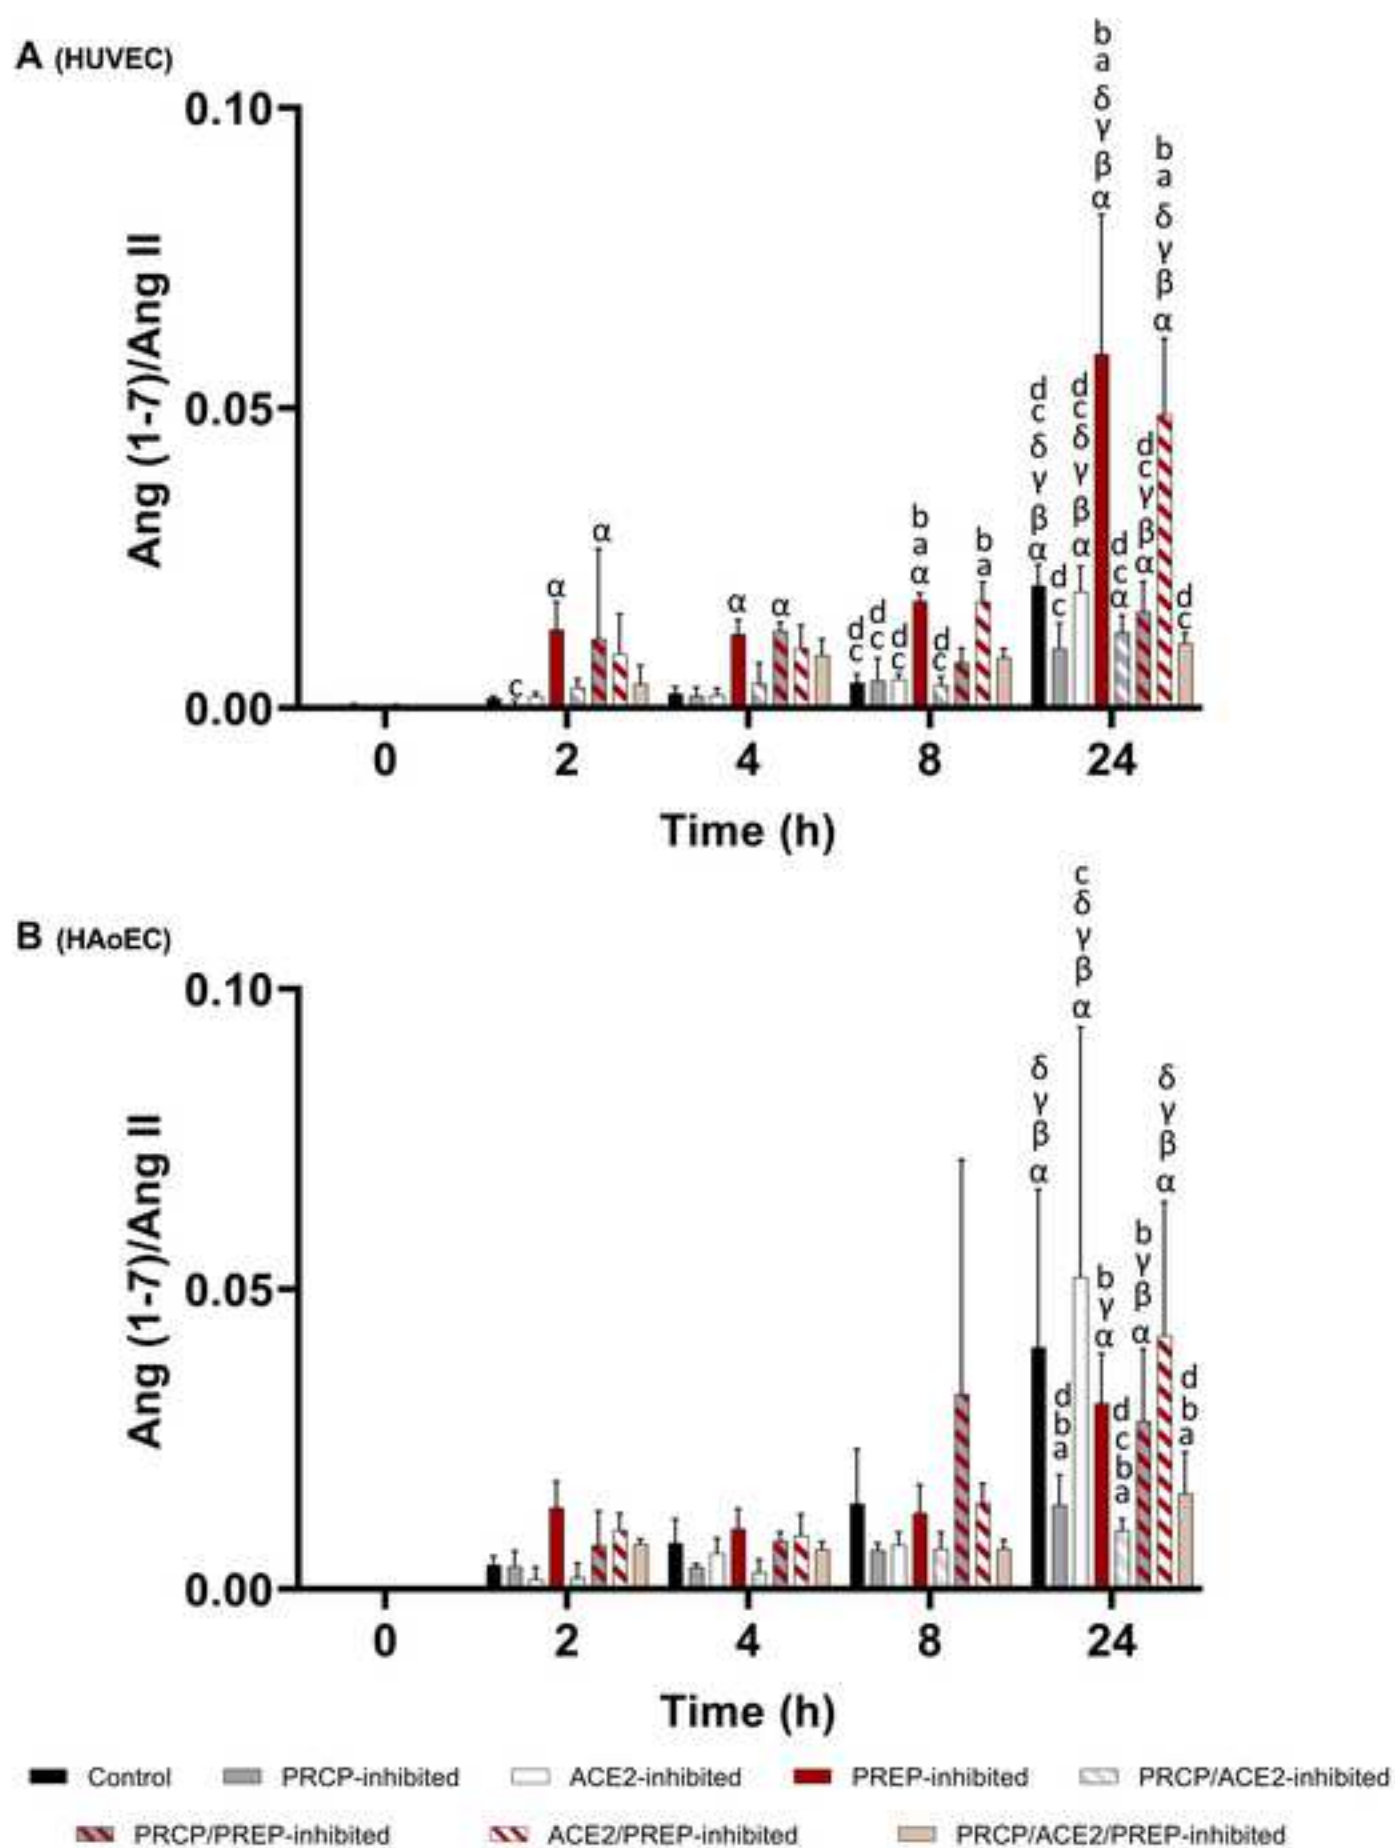 A (HUVEC)
0.10
0.05
0.00
Ang (1-7)/Ang II
α
c
α
α
α
b
a
α
b
a
d
c
d
c
d
c
d
c
d
c
δ
γ
β
α
d
c
d
c
δ
γ
β
α
b
a
δ
γ
β
α
d
c
α
d
c
γ
β
α
b
a
δ
γ
β
α
d
c
0 2 4 8 24
Time (h)
B (HAoEC)
0.10
0.05
0.00
Ang (1-7)/Ang II
δ
γ
β
α
d
b
a
c
δ
γ
β
α
b
γ
α
d
c
b
a
b
γ
β
α
δ
γ
β
α
d
b
a
0 2 4 8 24
Time (h)
Control PRCP-inhibited ACE2-inhibited PREP-inhibited PRCP/ACE2-inhibited
PRCP/PREP-inhibited ACE2/PREP-inhibited PRCP/ACE2/PREP-inhibited